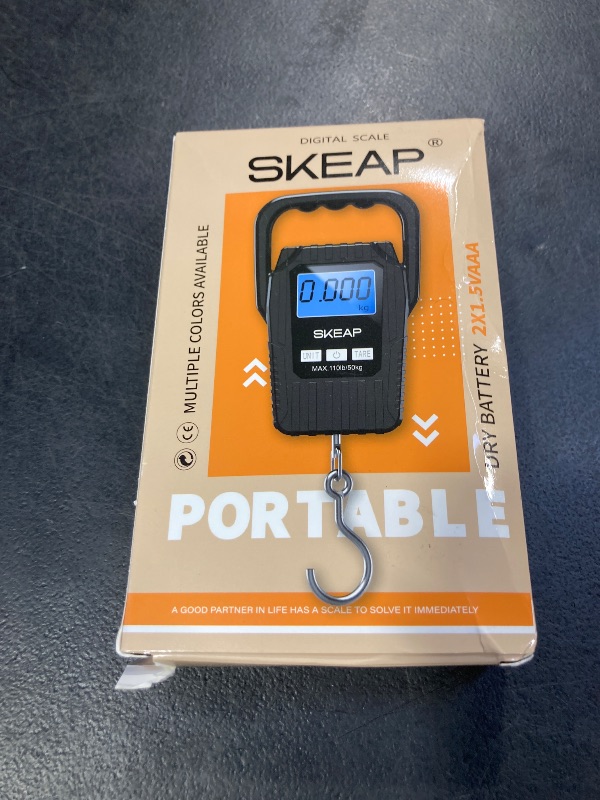 DIGITAL SCALE
SKEAP®
0.000
kg
SKEAP
UNIT TARE
MAX.110lb/50kg
CE MULTIPLE COLORS AVAILABLE
DRY BATTERY 2X1.5VAAA
PORTABLE
A GOOD PARTNER IN LIFE HAS A SCALE TO SOLVE IT IMMEDIATELY